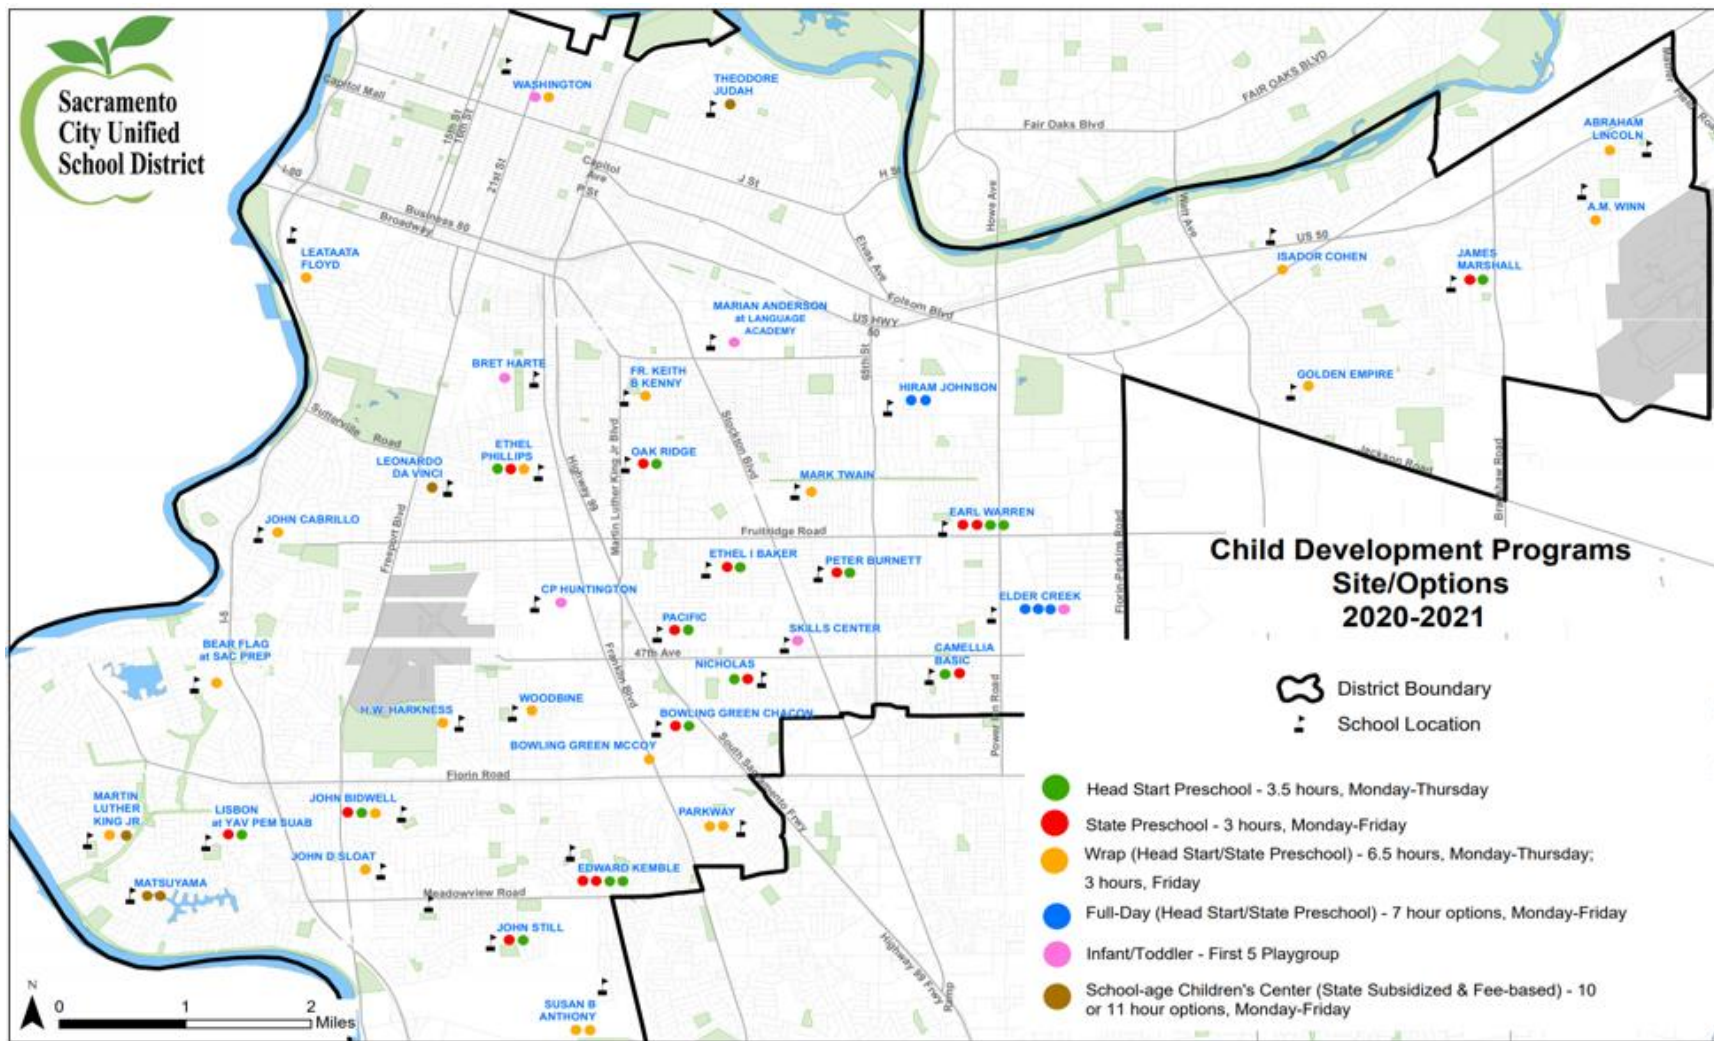 Sacramento
City Unified
School District
WASHINGTON
THEODORE
JUDAH
Capitol Mall
15th St
16th St
21st St
I-80
Capitol
Ave
P St
J St
H St
Business 80
Broadway
Fair Oaks Blvd
FAIR OAKS BLVD
Howe Ave
Watt Ave
Elvas Ave
US 50
ABRAHAM
LINCOLN
A.M. WINN
ISADOR COHEN
JAMES
MARSHALL
LEATAATA
FLOYD
MARIAN ANDERSON
at LANGUAGE
ACADEMY
Folsom Blvd
US HWY
50
65th St
BRET HARTE
FR. KEITH
B KENNY
HIRAM JOHNSON
GOLDEN EMPIRE
Sutterville Road
Stockton Blvd
ETHEL
PHILLIPS
OAK RIDGE
LEONARDO
DA VINCI
Highway 99
Martin Luther King Jr Blvd
MARK TWAIN
Jackson Road
Bradshaw Road
JOHN CABRILLO
Freeport Blvd
Fruitridge Road
EARL WARREN
Florin Perkins Road
ETHEL I BAKER
PETER BURNETT
Child Development Programs
Site/Options
2020-2021
CP HUNTINGTON
ELDER CREEK
I-5
PACIFIC
SKILLS CENTER
BEAR FLAG
at SAC PREP
47th Ave
CAMELLIA
BASIC
Franklin Blvd
NICHOLAS
District Boundary
School Location
H.W. HARKNESS
WOODBINE
BOWLING GREEN CHACON
Power Inn Road
BOWLING GREEN MCCOY
South Sacramento Frwy
Florin Road
Head Start Preschool - 3.5 hours, Monday-Thursday
State Preschool - 3 hours, Monday-Friday
Wrap (Head Start/State Preschool) - 6.5 hours, Monday-Thursday;
3 hours, Friday
Full-Day (Head Start/State Preschool) - 7 hour options, Monday-Friday
Infant/Toddler - First 5 Playgroup
School-age Children's Center (State Subsidized & Fee-based) - 10
or 11 hour options, Monday-Friday
MARTIN
LUTHER
KING JR
LISBON
at YAV PEM SUAB
JOHN BIDWELL
PARKWAY
JOHN D SLOAT
MATSUYAMA
EDWARD KEMBLE
Meadowview Road
JOHN STILL
Highway 99 Frwy
Ramp
SUSAN B
ANTHONY
N
0 1 2
Miles